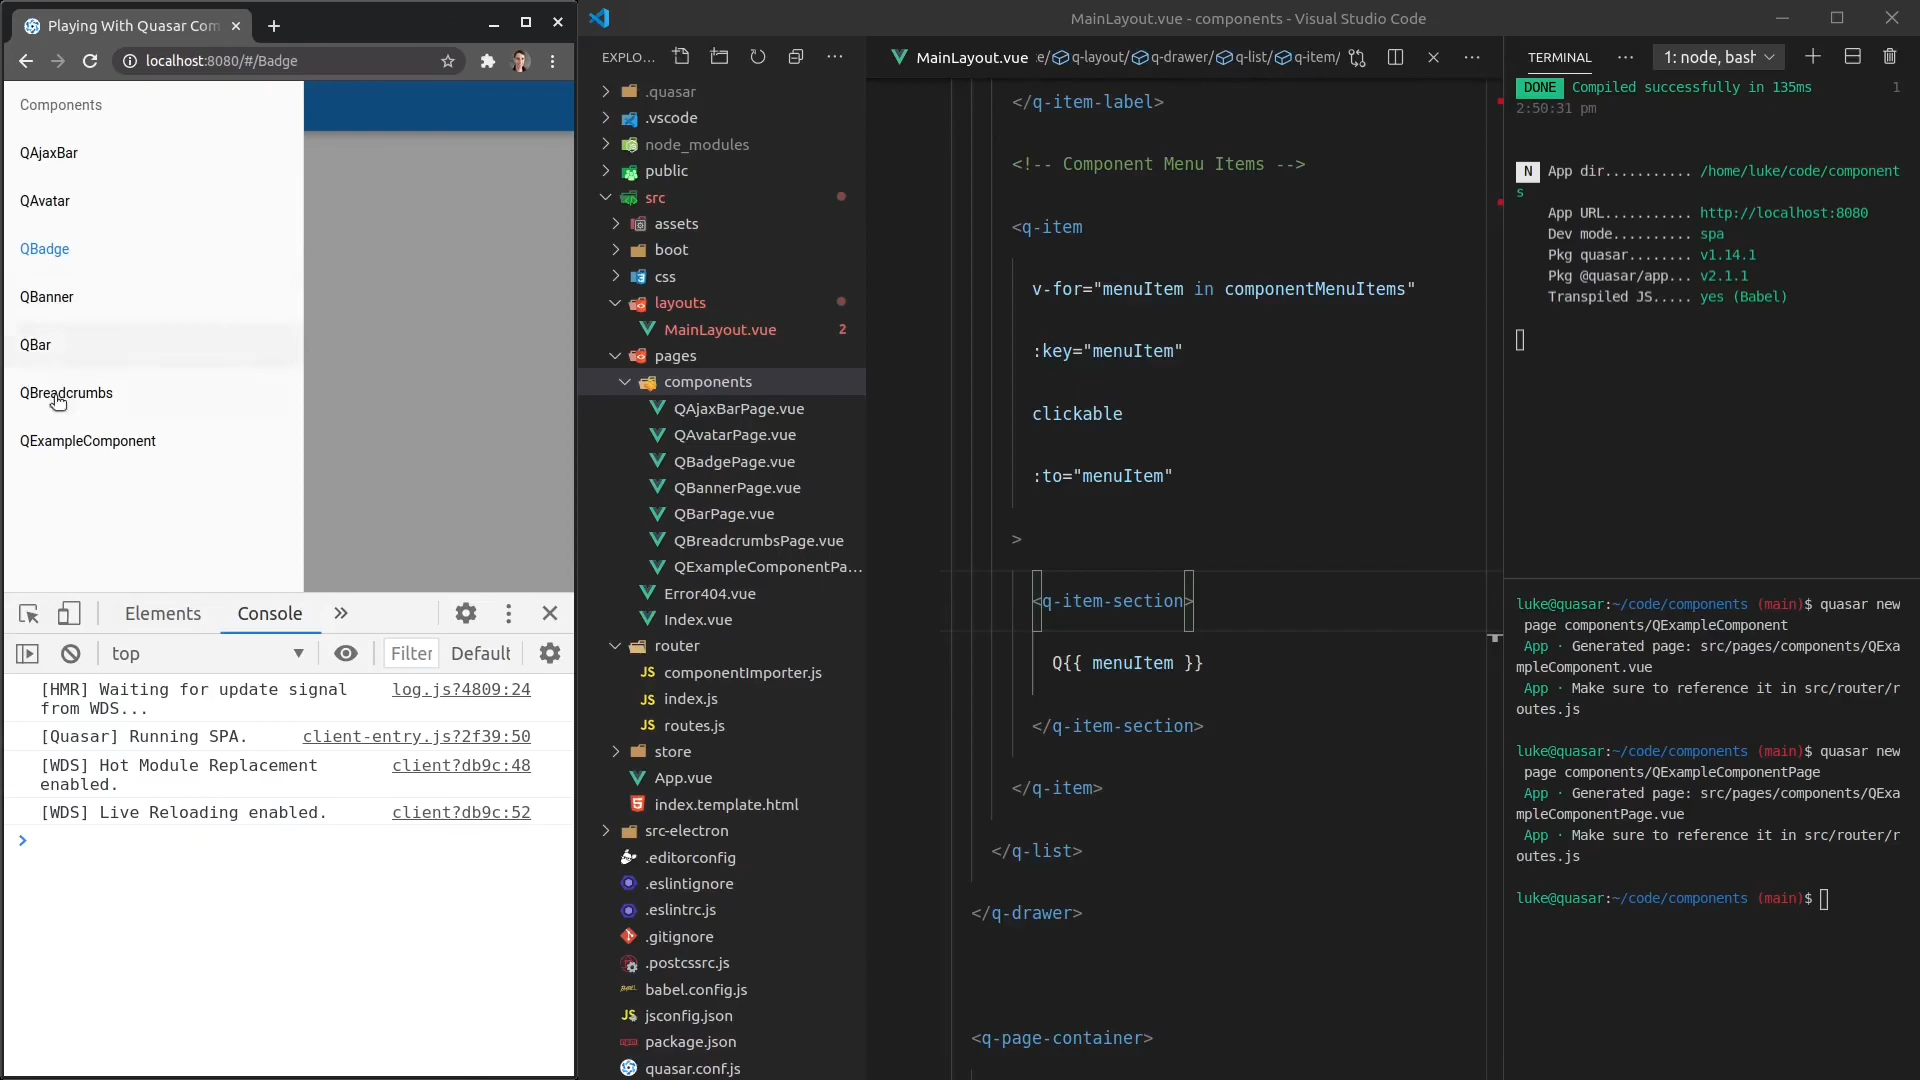 Playing With Quasar Com
localhost:8080/#/Badge
Components
QAjaxBar
QAvatar
QBadge
QBanner
QBar
QBreadcrumbs
QExampleComponent
Elements
Console
top
Filter
Default
[HMR] Waiting for update signal from WDS... log.js?4809:24
[Quasar] Running SPA. client-entry.js?2f39:50
[WDS] Hot Module Replacement enabled. client?db9c:48
[WDS] Live Reloading enabled. client?db9c:52
MainLayout.vue - components - Visual Studio Code
EXPLO...
.quasar
.vscode
node_modules
public
src
assets
boot
css
layouts
MainLayout.vue 2
pages
components
QAjaxBarPage.vue
QAvatarPage.vue
QBadgePage.vue
QBannerPage.vue
QBarPage.vue
QBreadcrumbsPage.vue
QExampleComponentPa...
Error404.vue
Index.vue
router
componentImporter.js
index.js
routes.js
store
App.vue
index.template.html
src-electron
.editorconfig
.eslintignore
.eslintrc.js
.gitignore
.postcssrc.js
babel.config.js
jsconfig.json
package.json
quasar.conf.js
MainLayout.vue
q-layout/ q-drawer/ q-list/ q-item/
</q-item-label>
<!-- Component Menu Items -->
<q-item
v-for="menuItem in componentMenuItems"
:key="menuItem"
clickable
:to="menuItem"
>
<q-item-section>
Q{{ menuItem }}
</q-item-section>
</q-item>
</q-list>
</q-drawer>
<q-page-container>
TERMINAL
1: node, bash
DONE Compiled successfully in 135ms 1
2:50:31 pm
N App dir........... /home/luke/code/component
s
App URL........... http://localhost:8080
Dev mode.......... spa
Pkg quasar........ v1.14.1
Pkg @quasar/app... v2.1.1
Transpiled JS..... yes (Babel)
luke@quasar:~/code/components (main)$ quasar new
page components/QExampleComponent
App · Generated page: src/pages/components/QExa
mpleComponent.vue
App · Make sure to reference it in src/router/r
outes.js
luke@quasar:~/code/components (main)$ quasar new
page components/QExampleComponentPage
App · Generated page: src/pages/components/QExa
mpleComponentPage.vue
App · Make sure to reference it in src/router/r
outes.js
luke@quasar:~/code/components (main)$